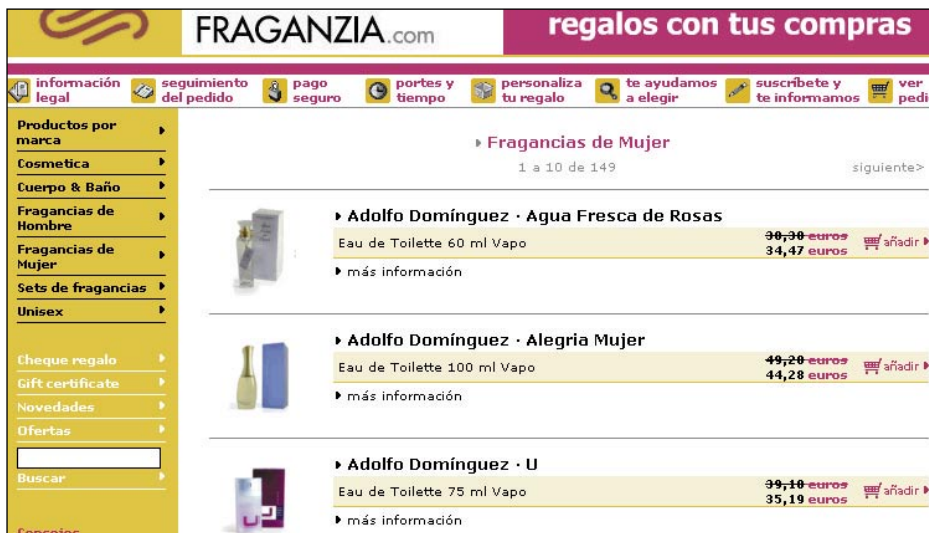 FRAGANZIA.com
regalos con tus compras
información legal
seguimiento del pedido
pago seguro
portes y tiempo
personaliza tu regalo
te ayudamos a elegir
suscríbete y te informamos
ver pedi
Productos por marca
Cosmetica
Cuerpo & Baño
Fragancias de Hombre
Fragancias de Mujer
Sets de fragancias
Unisex
Cheque regalo
Gift certificate
Novedades
Ofertas
Buscar
Consejos
Fragancias de Mujer
1 a 10 de 149
siguiente>
Adolfo Domínguez · Agua Fresca de Rosas
Eau de Toilette 60 ml Vapo
euros
34,47 euros
añadir
más información
Adolfo Domínguez · Alegria Mujer
Eau de Toilette 100 ml Vapo
49,20 euros
44,28 euros
añadir
más información
Adolfo Domínguez · U
Eau de Toilette 75 ml Vapo
39,10 euros
35,19 euros
añadir
más información